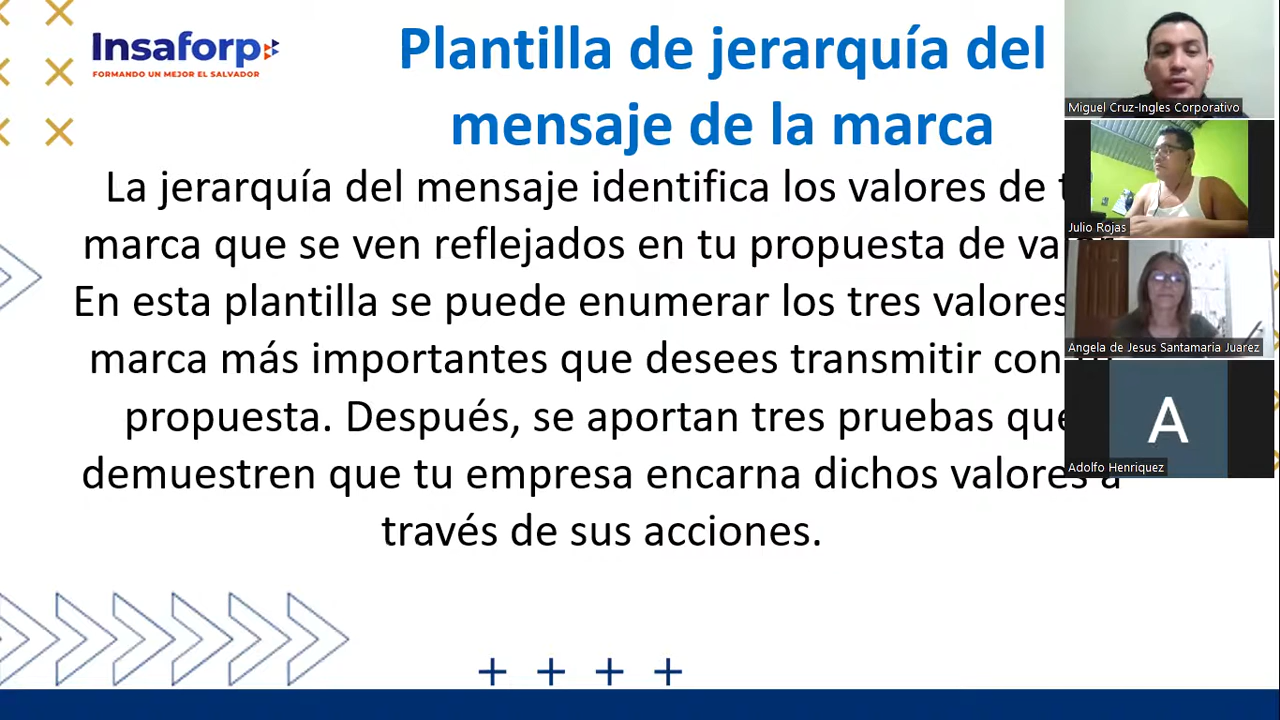 Insaforp
FORMANDO UN MEJOR EL SALVADOR
Plantilla de jerarquía del
mensaje de la marca
La jerarquía del mensaje identifica los valores de
marca que se ven reflejados en tu propuesta de
En esta plantilla se puede enumerar los tres valores
marca más importantes que desees transmitir con
propuesta. Después, se aportan tres pruebas que
demuestren que tu empresa encarna dichos valores a
través de sus acciones.
Miguel Cruz-Ingles Corporativo
Julio Rojas
Angela de Jesus Santamaria Juarez
A
Adolfo Henriquez